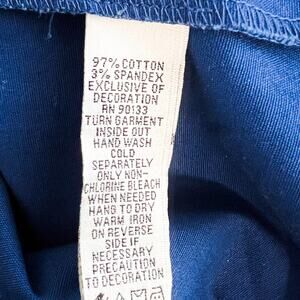 97% COTTON
3% SPANDEX
EXCLUSIVE OF
DECORATION
RN 90133
TURN GARMENT
INSIDE OUT
HAND WASH
COLD
SEPARATELY
ONLY NON-
CHLORINE BLEACH
WHEN NEEDED
HANG TO DRY
WARM IRON
ON REVERSE
SIDE IF
NECESSARY
PRECAUTION
TO DECORATION